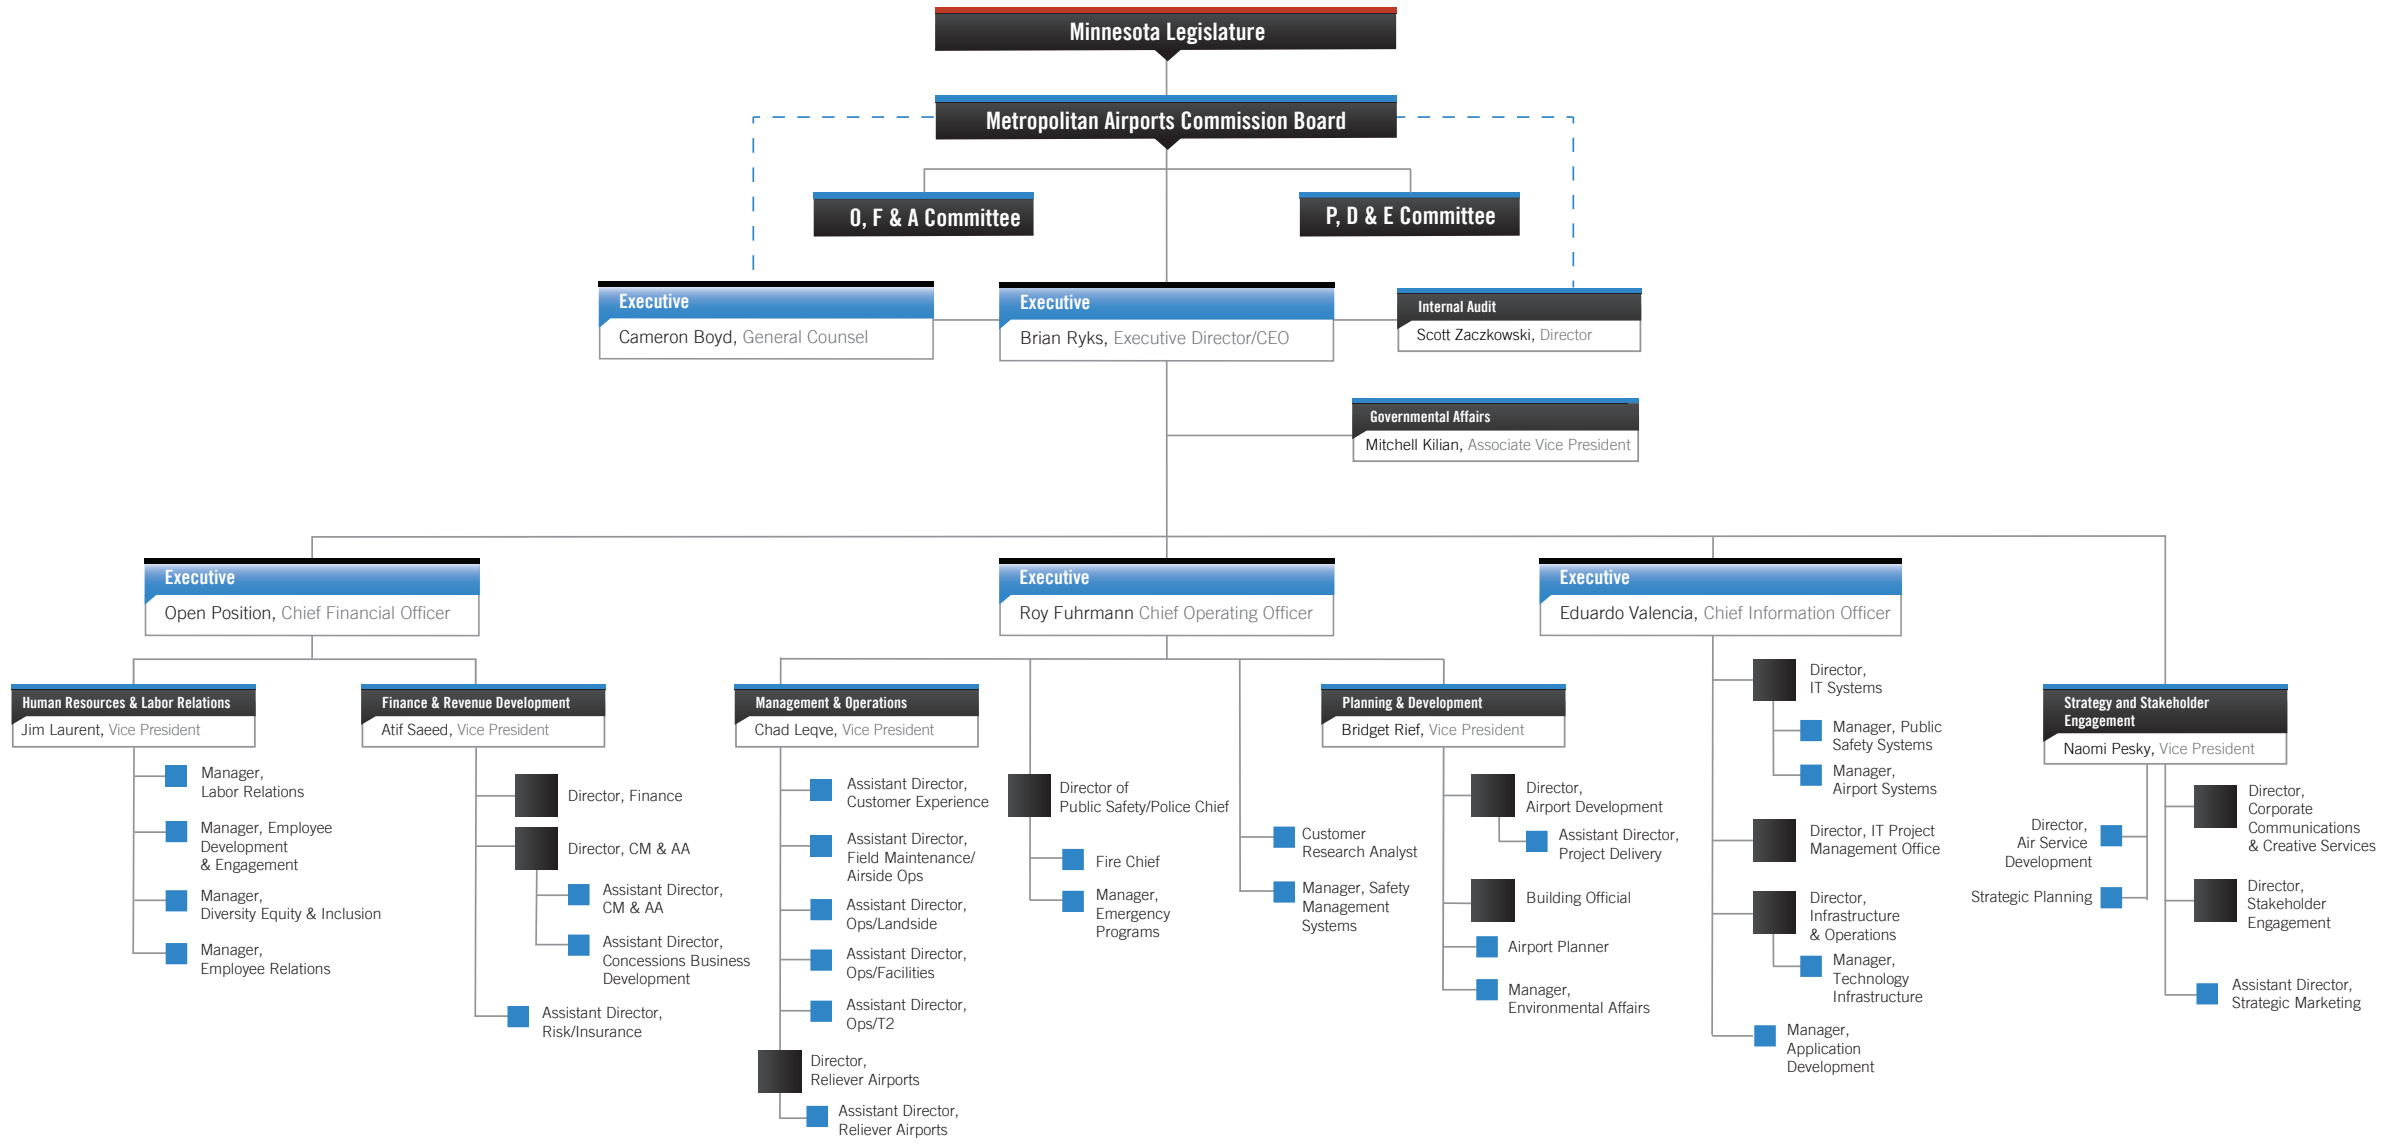 Minnesota Legislature
Metropolitan Airports Commission Board
O, F & A Committee
P, D & E Committee
Executive
Cameron Boyd, General Counsel
Executive
Brian Ryks, Executive Director/CEO
Internal Audit
Scott Zaczkowski, Director
Governmental Affairs
Mitchell Kilian, Associate Vice President
Executive
Open Position, Chief Financial Officer
Executive
Roy Fuhrmann Chief Operating Officer
Executive
Eduardo Valencia, Chief Information Officer
Human Resources & Labor Relations
Jim Laurent, Vice President
Manager,
Labor Relations
Manager, Employee
Development
& Engagement
Manager,
Diversity Equity & Inclusion
Manager,
Employee Relations
Finance & Revenue Development
Atif Saeed, Vice President
Director, Finance
Director, CM & AA
Assistant Director,
CM & AA
Assistant Director,
Concessions Business
Development
Assistant Director,
Risk/Insurance
Management & Operations
Chad Leqve, Vice President
Assistant Director,
Customer Experience
Assistant Director,
Field Maintenance/
Airside Ops
Assistant Director,
Ops/Landside
Assistant Director,
Ops/Facilities
Assistant Director,
Ops/T2
Director,
Reliever Airports
Assistant Director,
Reliever Airports
Director of
Public Safety/Police Chief
Fire Chief
Manager,
Emergency
Programs
Customer
Research Analyst
Manager, Safety
Management
Systems
Planning & Development
Bridget Rief, Vice President
Director,
Airport Development
Assistant Director,
Project Delivery
Building Official
Airport Planner
Manager,
Environmental Affairs
Director,
IT Systems
Manager, Public
Safety Systems
Manager,
Airport Systems
Director, IT Project
Management Office
Director,
Infrastructure
& Operations
Manager,
Technology
Infrastructure
Manager,
Application
Development
Strategy and Stakeholder
Engagement
Naomi Pesky, Vice President
Director,
Air Service
Development
Strategic Planning
Director,
Corporate
Communications
& Creative Services
Director,
Stakeholder
Engagement
Assistant Director,
Strategic Marketing